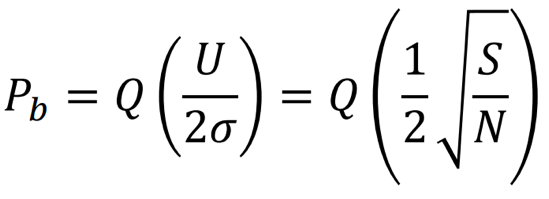 P_b = Q(U/2σ) = Q(1/2 √(S/N))